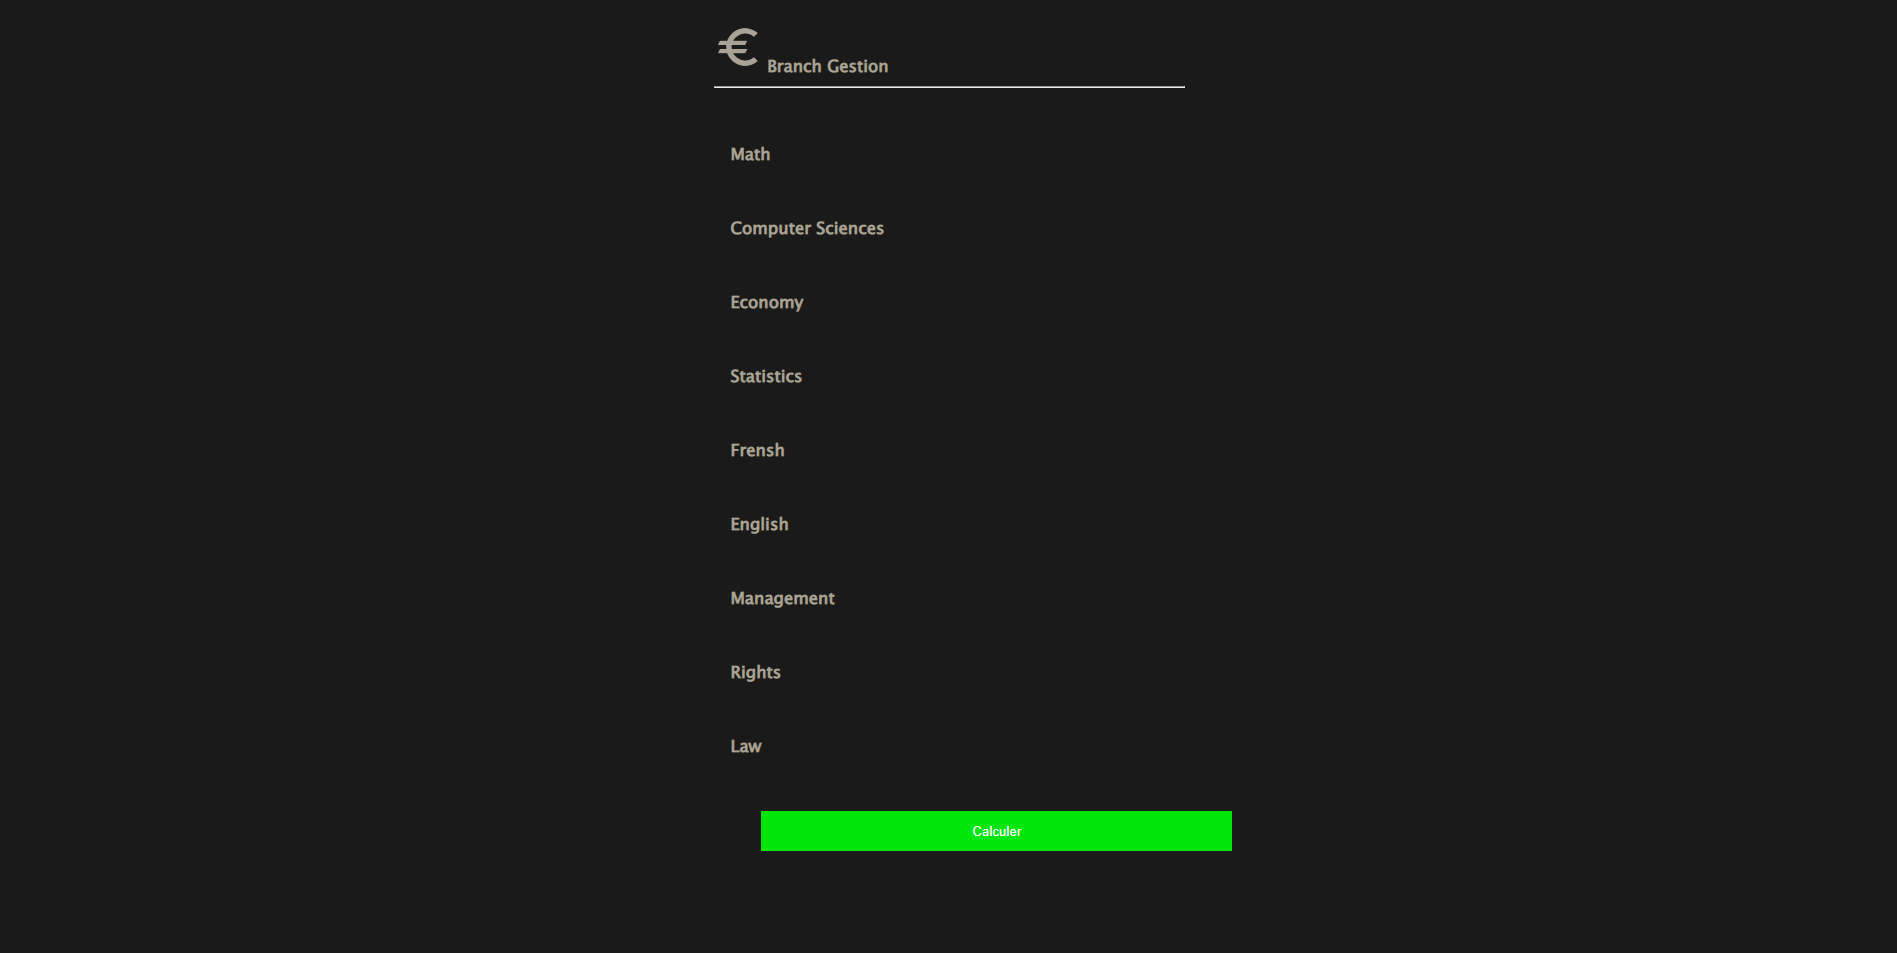 € Branch Gestion
Math
Computer Sciences
Economy
Statistics
Frensh
English
Management
Rights
Law
Calculer